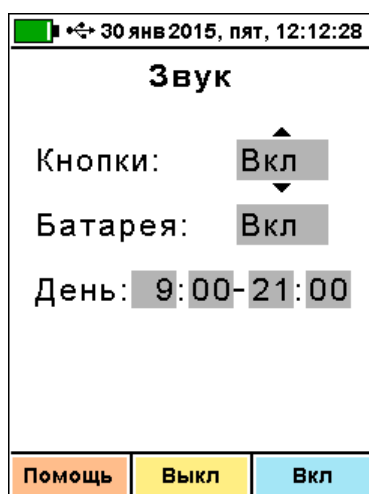 30 янв 2015, пят, 12:12:28
Звук
Кнопки: Вкл
Батарея: Вкл
День: 9:00-21:00
Помощь Выкл Вкл